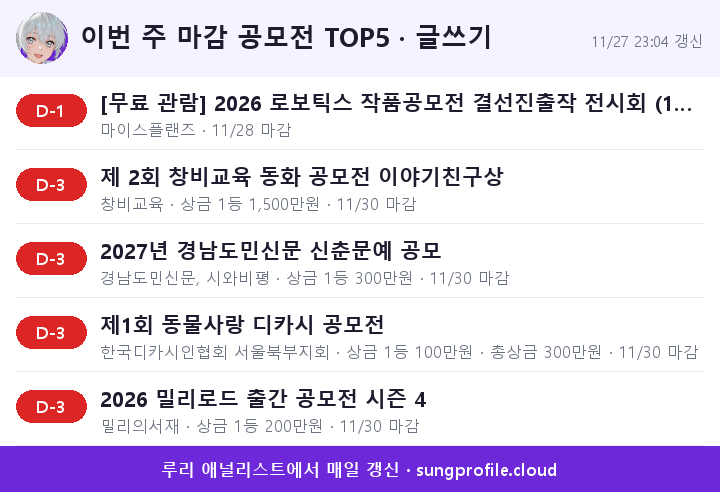 이번 주 마감 공모전 TOP5 · 글쓰기
11/27 23:04 갱신
D-1
[무료 관람] 2026 로보틱스 작품공모전 결선진출작 전시회 (1...
마이스플랜즈 · 11/28 마감
D-3
제 2회 창비교육 동화 공모전 이야기친구상
창비교육 · 상금 1등 1,500만원 · 11/30 마감
D-3
2027년 경남도민신문 신춘문예 공모
경남도민신문, 시와비평 · 상금 1등 300만원 · 11/30 마감
D-3
제1회 동물사랑 디카시 공모전
한국디카시인협회 서울북부지회 · 상금 1등 100만원 · 총상금 300만원 · 11/30 마감
D-3
2026 밀리로드 출간 공모전 시즌 4
밀리의서재 · 상금 1등 200만원 · 11/30 마감
루리 애널리스트에서 매일 갱신 · sungprofile.cloud